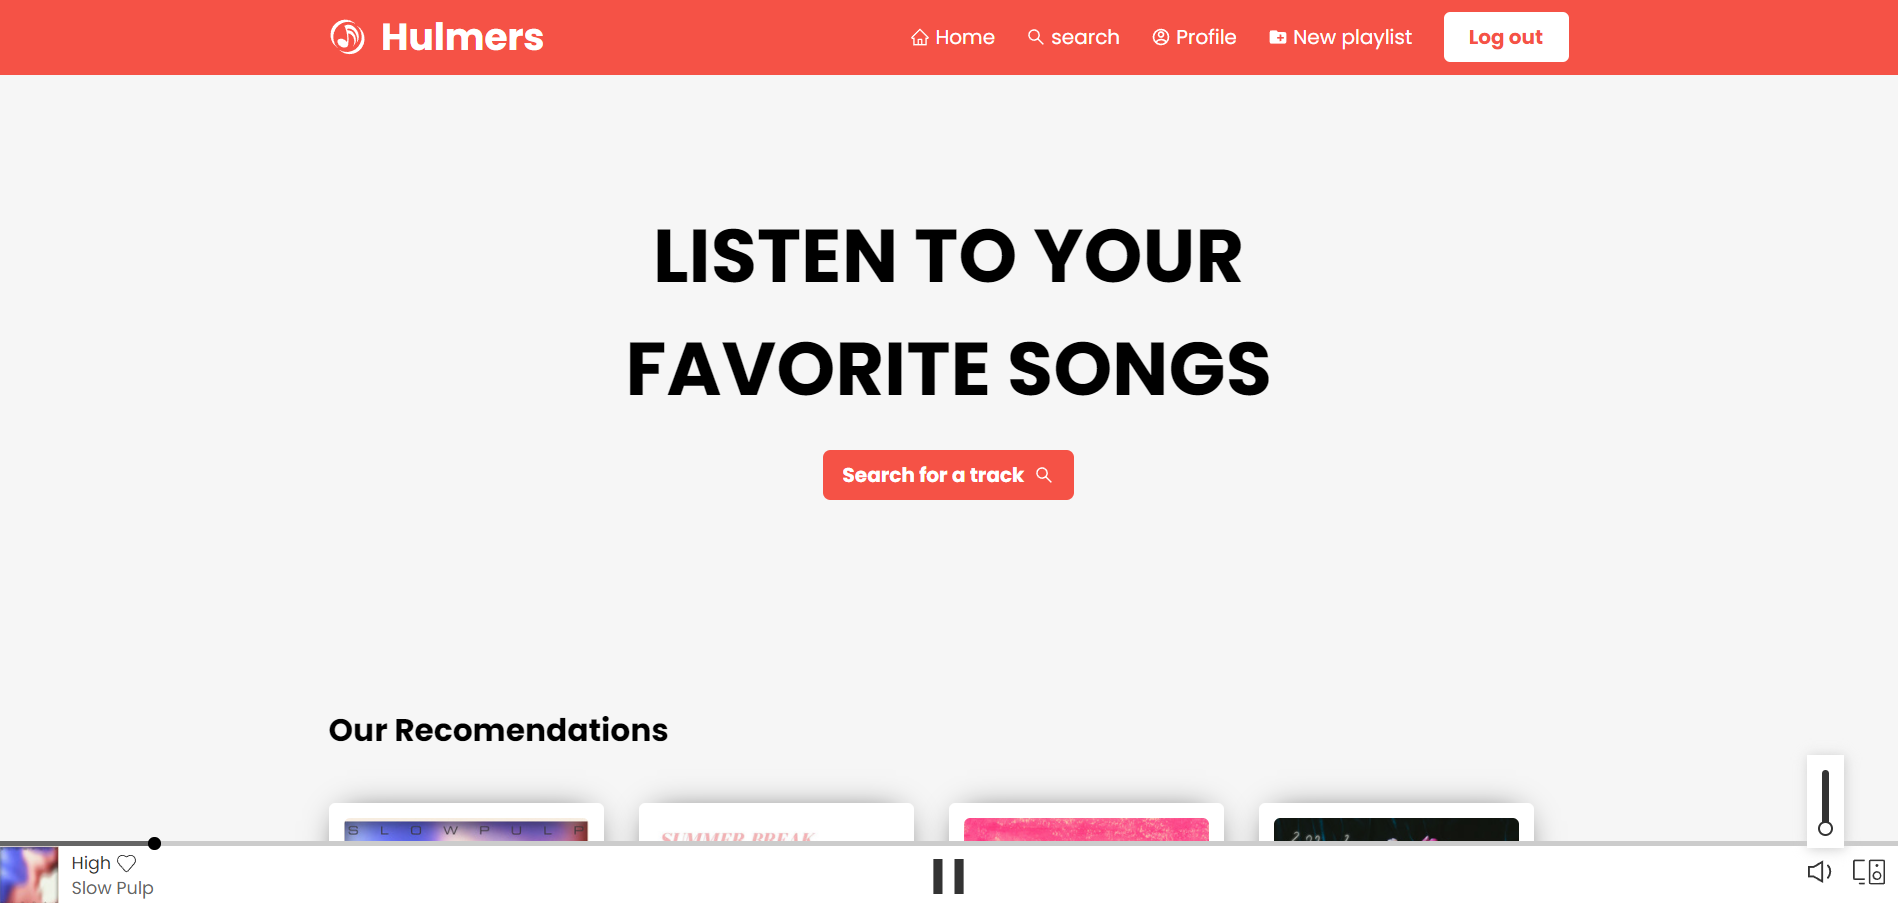 Hulmers
Home
search
Profile
New playlist
Log out
LISTEN TO YOUR
FAVORITE SONGS
Search for a track
Our Recomendations
SLOWPULP
SUMMER BREAK
High
Slow Pulp